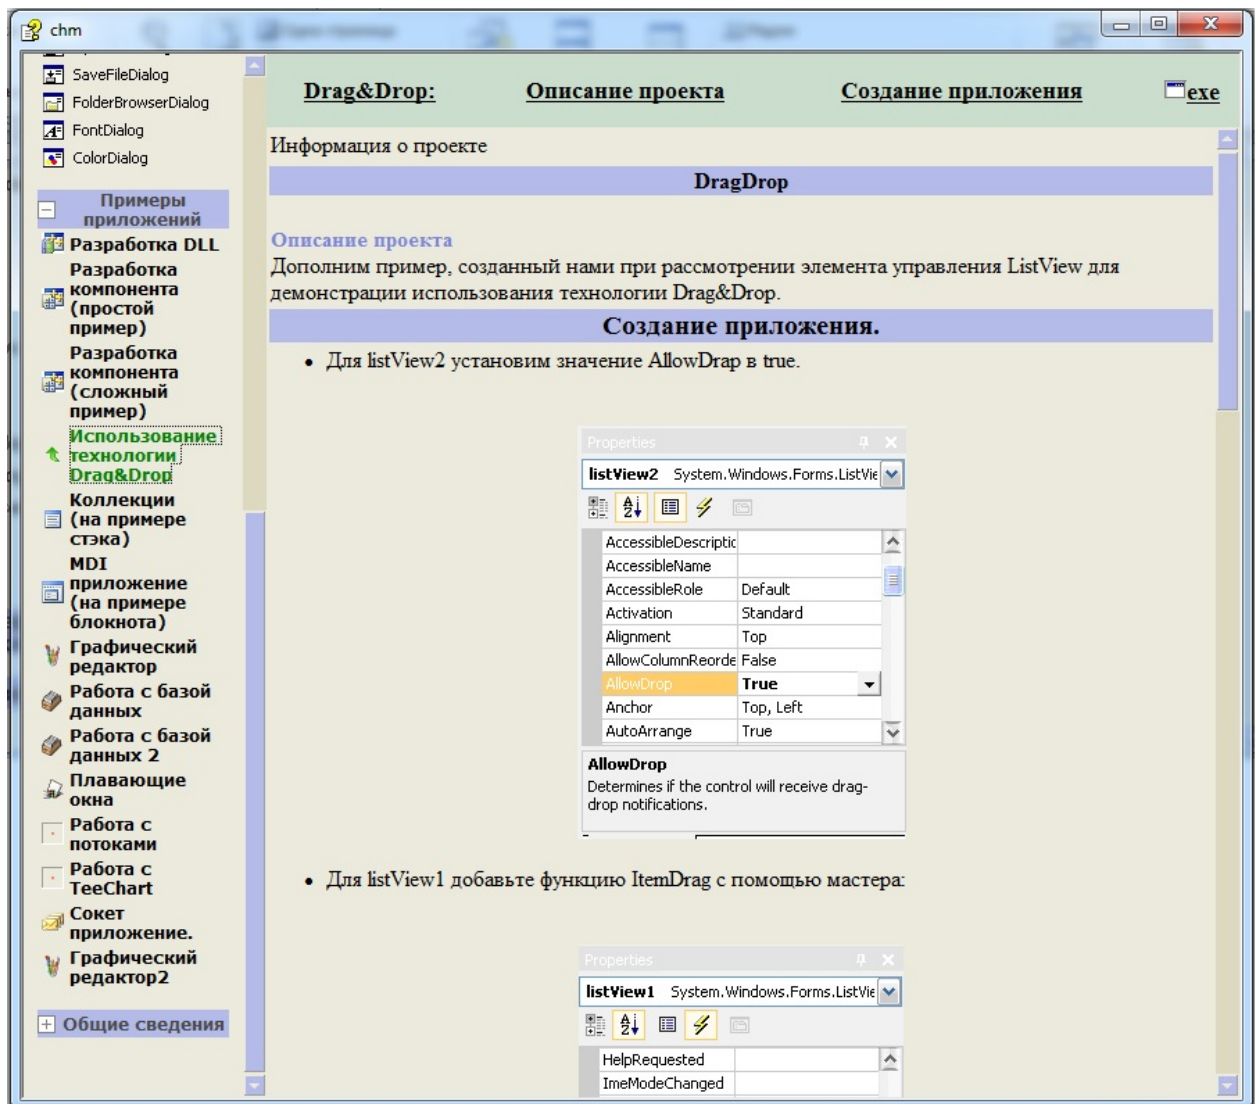 chm
SaveFileDialog
FolderBrowserDialog
FontDialog
ColorDialog
Примеры
приложений
Разработка DLL
Разработка
компонента
(простой
пример)
Разработка
компонента
(сложный
пример)
Использование
технологии
Drag&Drop
Коллекции
(на примере
стэка)
MDI
приложение
(на примере
блокнота)
Графический
редактор
Работа с базой
данных
Работа с базой
данных 2
Плавающие
окна
Работа с
потоками
Работа с
TeeChart
Сокет
приложение.
Графический
редактор2
Общие сведения
Drag&Drop: Описание проекта Создание приложения exe
Информация о проекте
DragDrop
Описание проекта
Дополним пример, созданный нами при рассмотрении элемента управления ListView для
демонстрации использования технологии Drag&Drop.
Создание приложения.
• Для listView2 установим значение AllowDrap в true.
Properties
listView2 System.Windows.Forms.ListVie
AccessibleDescriptic
AccessibleName
AccessibleRole Default
Activation Standard
Alignment Top
AllowColumnReorde False
AllowDrop True
Anchor Top, Left
AutoArrange True
AllowDrop
Determines if the control will receive drag-
drop notifications.
• Для listView1 добавьте функцию ItemDrag с помощью мастера:
Properties
listView1 System.Windows.Forms.ListVie
HelpRequested
ImeModeChanged